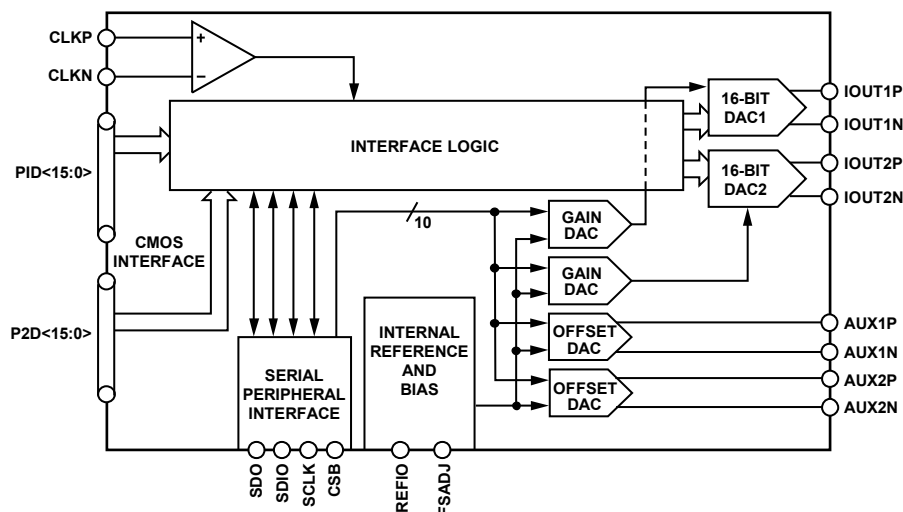 CLKP
CLKN
PID<15:0>
P2D<15:0>
CMOS
INTERFACE
+
–
INTERFACE LOGIC
10
GAIN
DAC
GAIN
DAC
OFFSET
DAC
OFFSET
DAC
16-BIT
DAC1
16-BIT
DAC2
IOUT1P
IOUT1N
IOUT2P
IOUT2N
AUX1P
AUX1N
AUX2P
AUX2N
SERIAL
PERIPHERAL
INTERFACE
INTERNAL
REFERENCE
AND
BIAS
SDO
SDIO
SCLK
CSB
REFIO
FSADJ